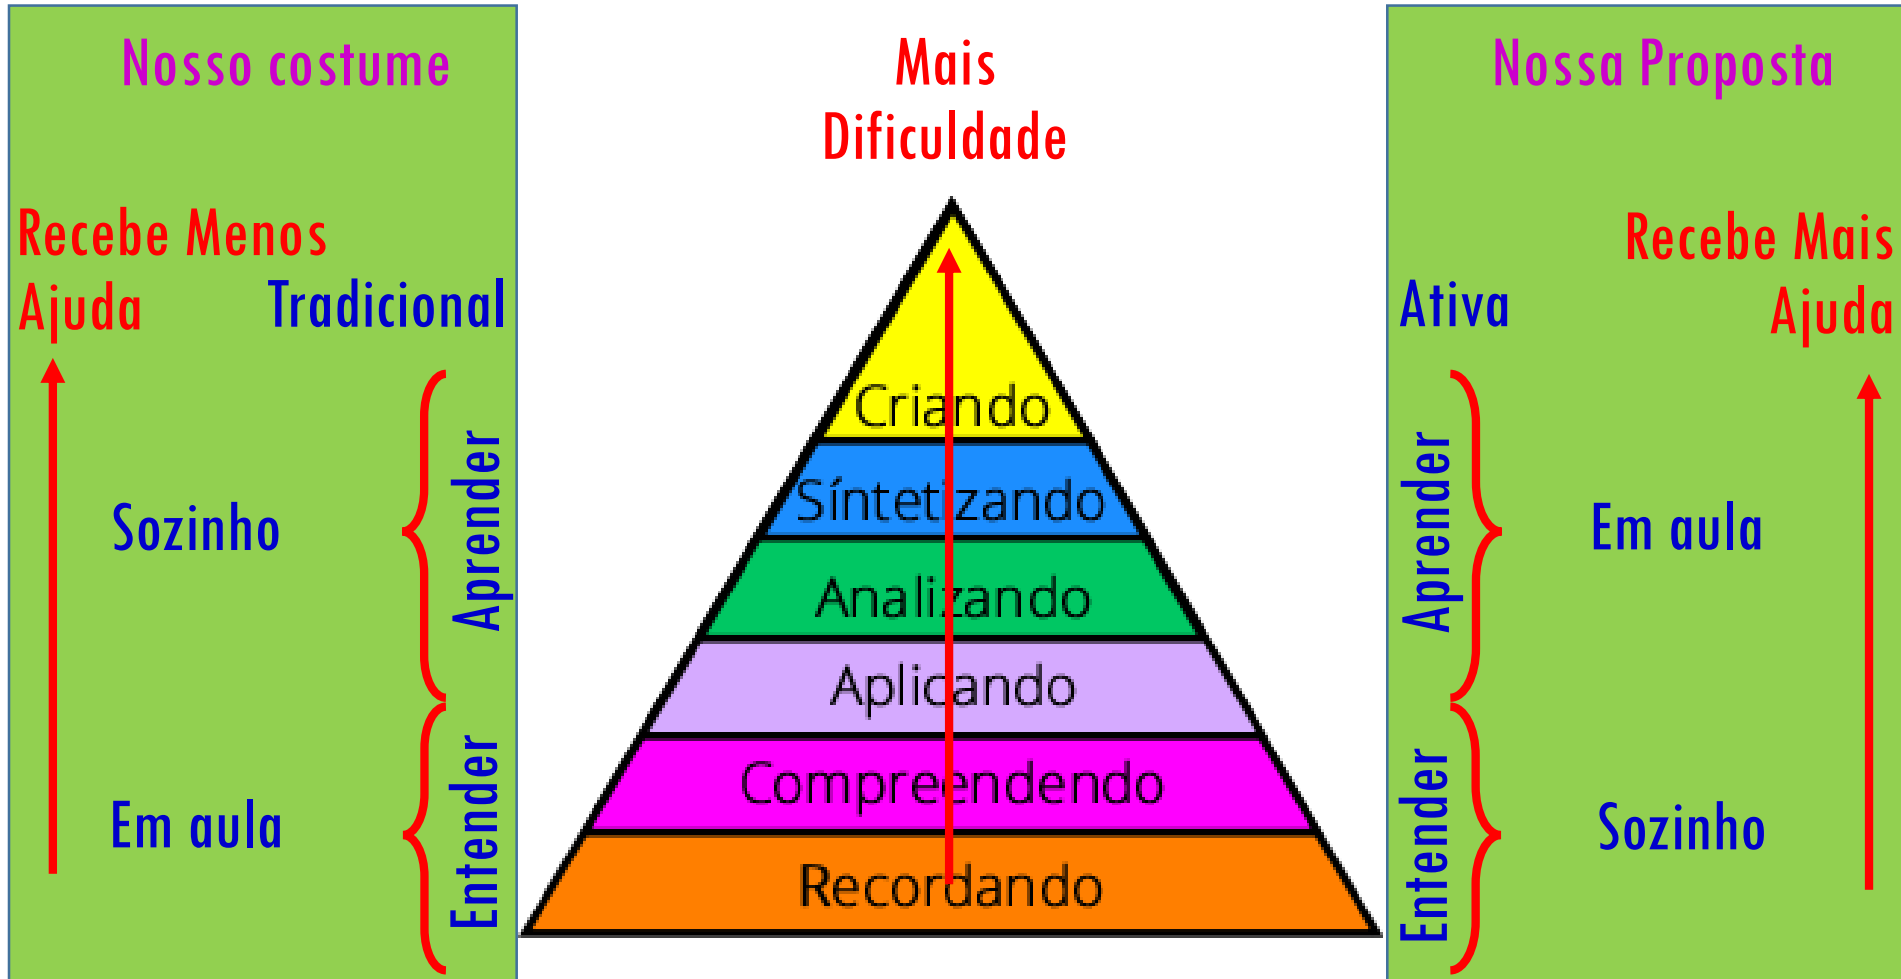 Nosso costume
Recebe Menos
Ajuda
Tradicional
Sozinho
Aprender
Em aula
Entender
Mais
Dificuldade
Criando
Síntetizando
Analizando
Aplicando
Compreendendo
Recordando
Nossa Proposta
Recebe Mais
Ajuda
Ativa
Aprender
Em aula
Entender
Sozinho